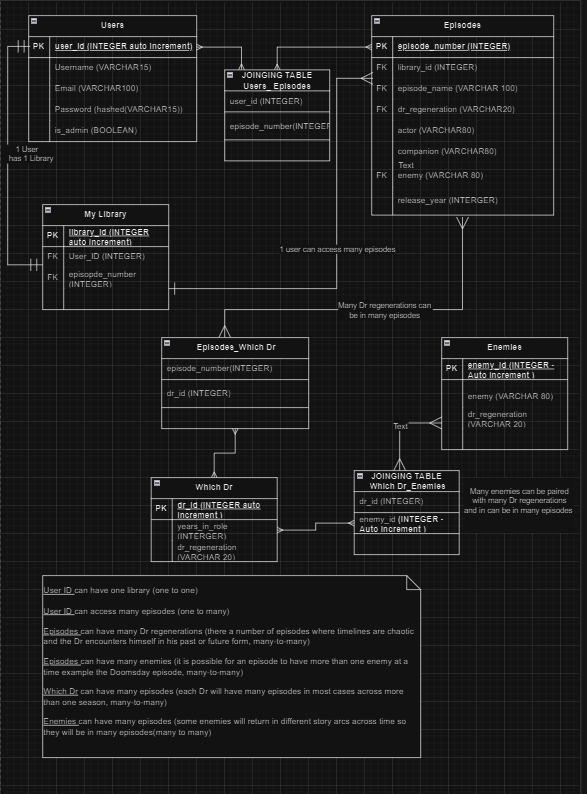 Users
PK user_id (INTEGER auto Increment)
Username (VARCHAR15)
Email (VARCHAR100)
Password (hashed(VARCHAR15))
is_admin (BOOLEAN)
1 User
has 1 Library
JOINGING TABLE
Users_ Episodes
user_id (INTEGER)
episode_number(INTEGER
Episodes
PK episode_number (INTEGER)
FK library_id (INTEGER)
FK episode_name (VARCHAR 100)
FK dr_regeneration (VARCHAR20)
actor (VARCHAR80)
companion (VARCHAR80)
Text
FK enemy (VARCHAR 80)
release_year (INTERGER)
My Library
PK library_id (INTEGER
auto Increment)
FK User_ID (INTEGER)
FK episopde_number
(INTEGER)
1 user can access many episodes
Many Dr regenerations can
be in many episodes
Episodes_Which Dr
episode_number(INTEGER)
dr_id (INTEGER)
Enemies
PK enemy_id (INTEGER -
Auto Increment )
enemy (VARCHAR 80)
dr_regeneration
(VARCHAR 20)
Text
Which Dr
PK dr_id (INTEGER auto
Increment )
years_in_role
(INTERGER)
dr_regeneration
(VARCHAR 20)
JOINGING TABLE
Which Dr_Enemies
dr_id (INTEGER)
enemy_id (INTEGER -
Auto Increment )
Many enemies can be paired
with many Dr regenerations
and in can be in many episodes
User ID can have one library (one to one)
User ID can access many episodes (one to many)
Episodes can have many Dr regenerations (there a number of episodes where timelines are chaotic
and the Dr encounters himself in his past or future form, many-to-many)
Episodes can have many enemies (it is possible for an episode to have more than one enemy at a
time example the Doomsday episode, many-to-many)
Which Dr can have many episodes (each Dr will have many episodes in most cases across more
than one season, many-to-many)
Enemies can have many episodes (some enemies will return in different story arcs across time so
they will be in many episodes(many to many)